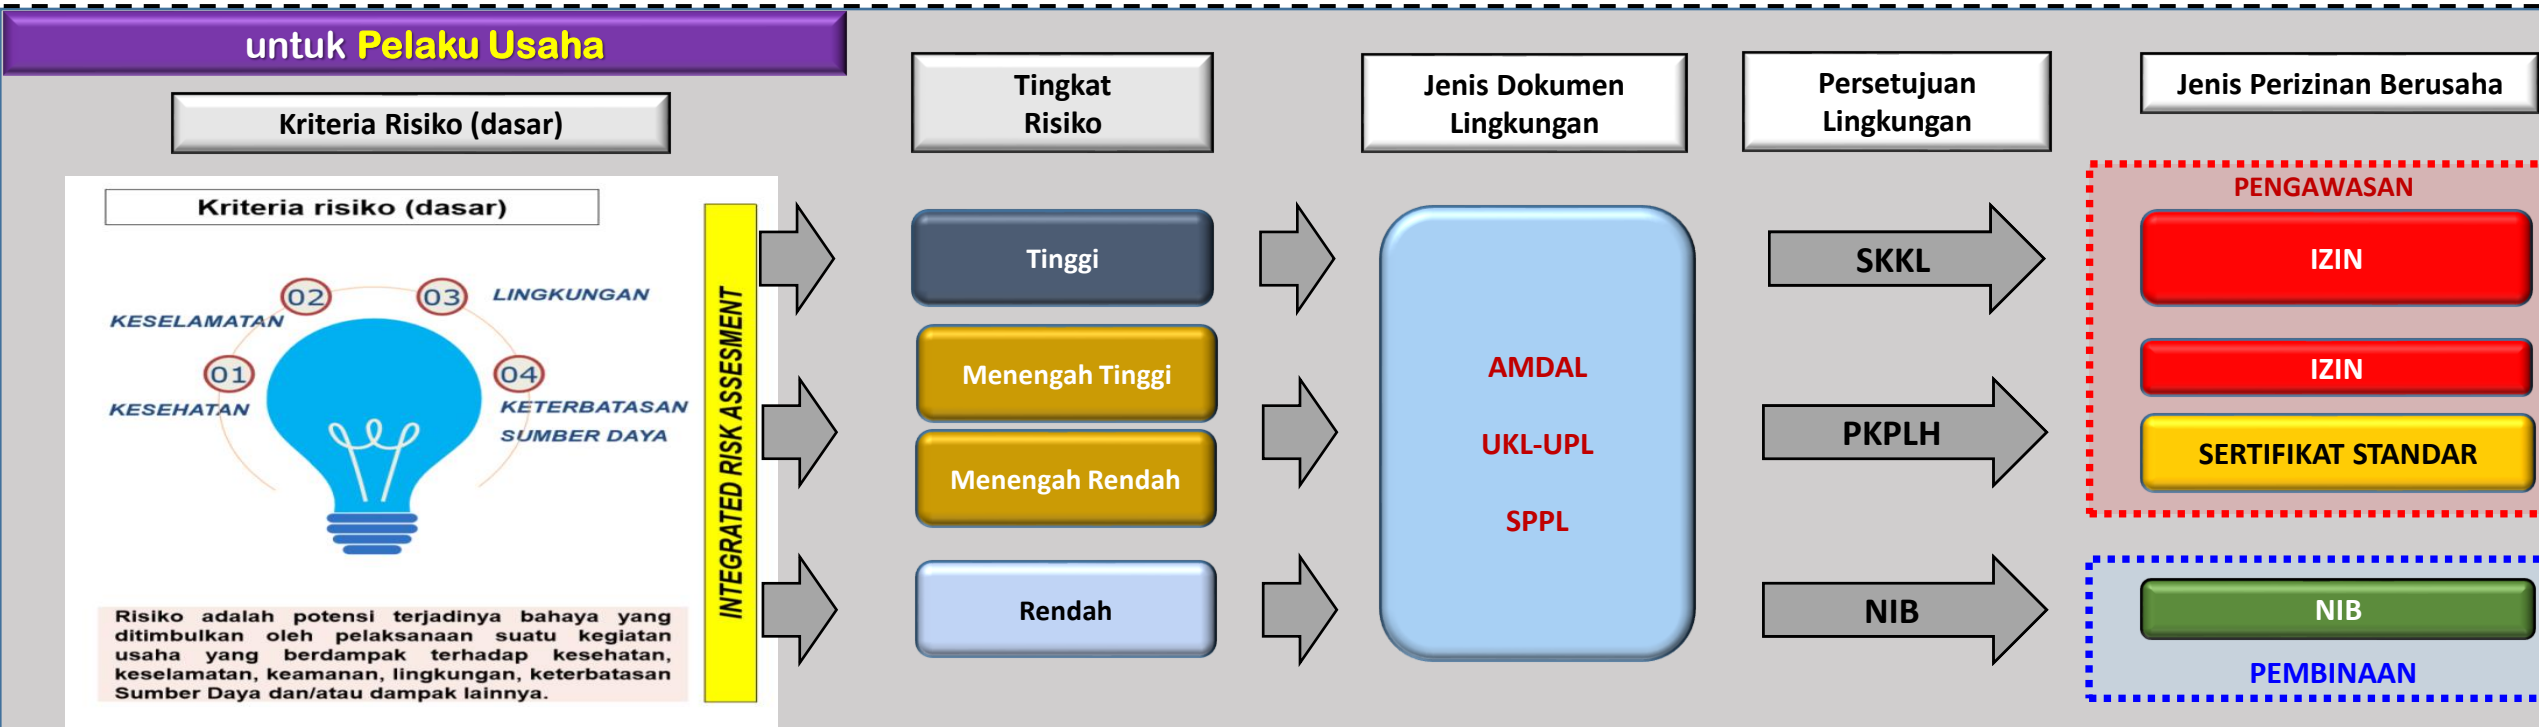 untuk Pelaku Usaha
Kriteria Risiko (dasar)
Tingkat
Risiko
Jenis Dokumen
Lingkungan
Persetujuan
Lingkungan
Jenis Perizinan Berusaha
Kriteria risiko (dasar)
02
03
LINGKUNGAN
KESELAMATAN
01
04
KESEHATAN
KETERBATASAN
SUMBER DAYA
Risiko adalah potensi terjadinya bahaya yang
ditimbulkan oleh pelaksanaan suatu kegiatan
usaha yang berdampak terhadap kesehatan,
keselamatan, keamanan, lingkungan, keterbatasan
Sumber Daya dan/atau dampak lainnya.
INTEGRATED RISK ASSESMENT
Tinggi
Menengah Tinggi
Menengah Rendah
Rendah
AMDAL
UKL-UPL
SPPL
SKKL
PKPLH
NIB
PENGAWASAN
IZIN
IZIN
SERTIFIKAT STANDAR
NIB
PEMBINAAN